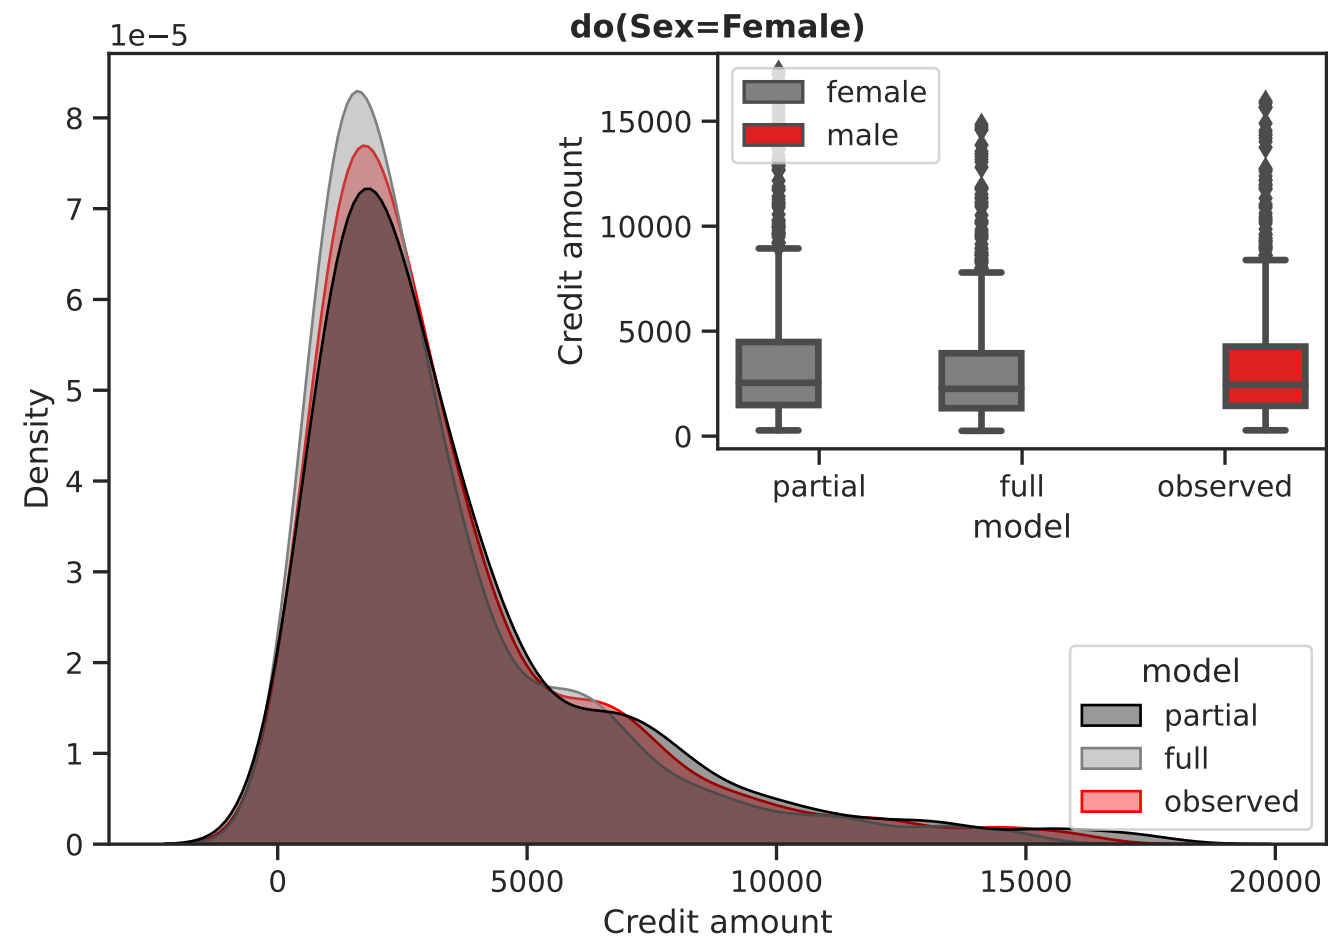 do(Sex=Female)
1e−5
8
7
6
5
4
3
2
1
0
Density
0
5000
10000
15000
20000
Credit amount
15000
10000
5000
0
Credit amount
female
male
partial
full
observed
model
model
partial
full
observed